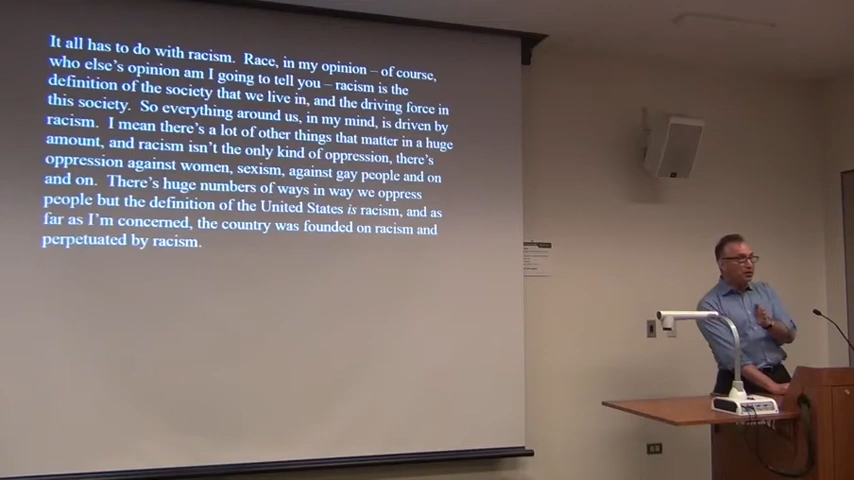 It all has to do with racism.  Race, in my opinion – of course,
who else's opinion am I going to tell you – racism is the
definition of the society that we live in, and the driving force in
this society.  So everything around us, in my mind, is driven by
racism.  I mean there's a lot of other things that matter in a huge
amount, and racism isn't the only kind of oppression, there's
oppression against women, sexism, against gay people and on
and on.  There's huge numbers of ways in way we oppress
people but the definition of the United States is racism, and as
far as I'm concerned, the country was founded on racism and
perpetuated by racism.